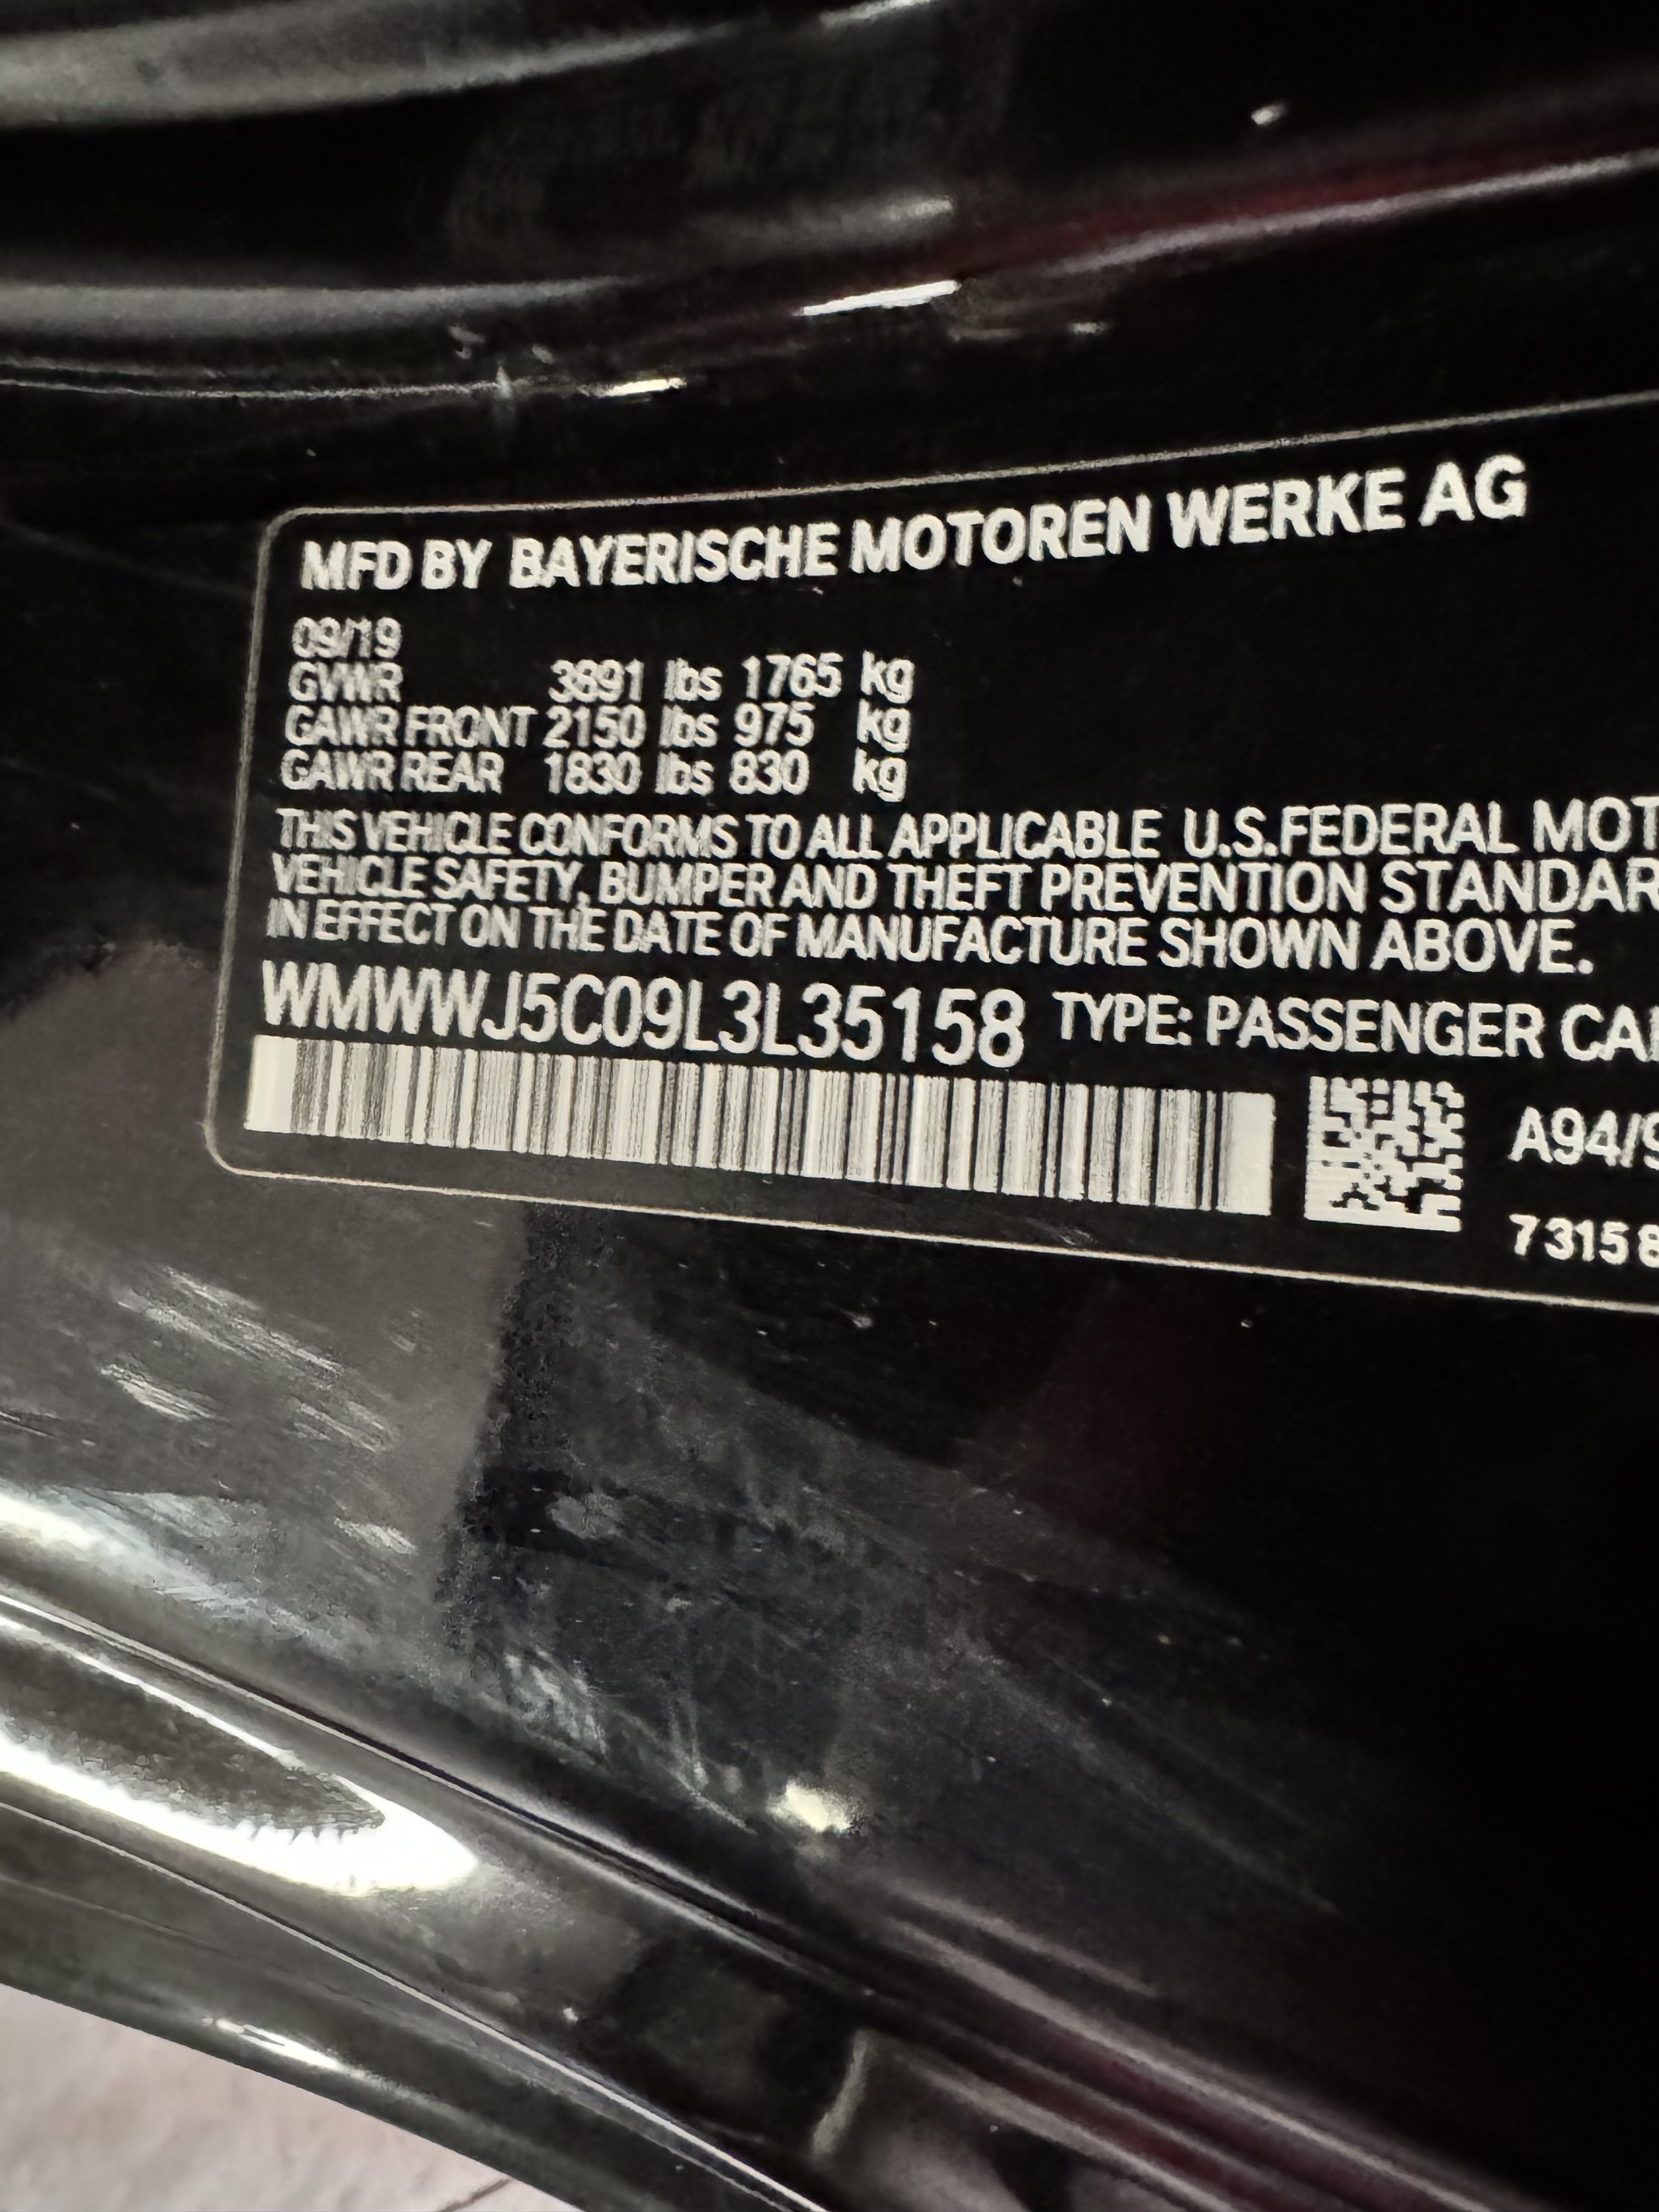 MFD BY BAYERISCHE MOTOREN WERKE AG
09/19
GVWR 3891 lbs 1765 kg
GAWR FRONT 2150 lbs 975 kg
GAWR REAR 1830 lbs 830 kg
THIS VEHICLE CONFORMS TO ALL APPLICABLE U.S.FEDERAL MOT
VEHICLE SAFETY, BUMPER AND THEFT PREVENTION STANDAR
IN EFFECT ON THE DATE OF MANUFACTURE SHOWN ABOVE.
WMWWJ5C09L3L35158 TYPE: PASSENGER CA
A94/9
73158